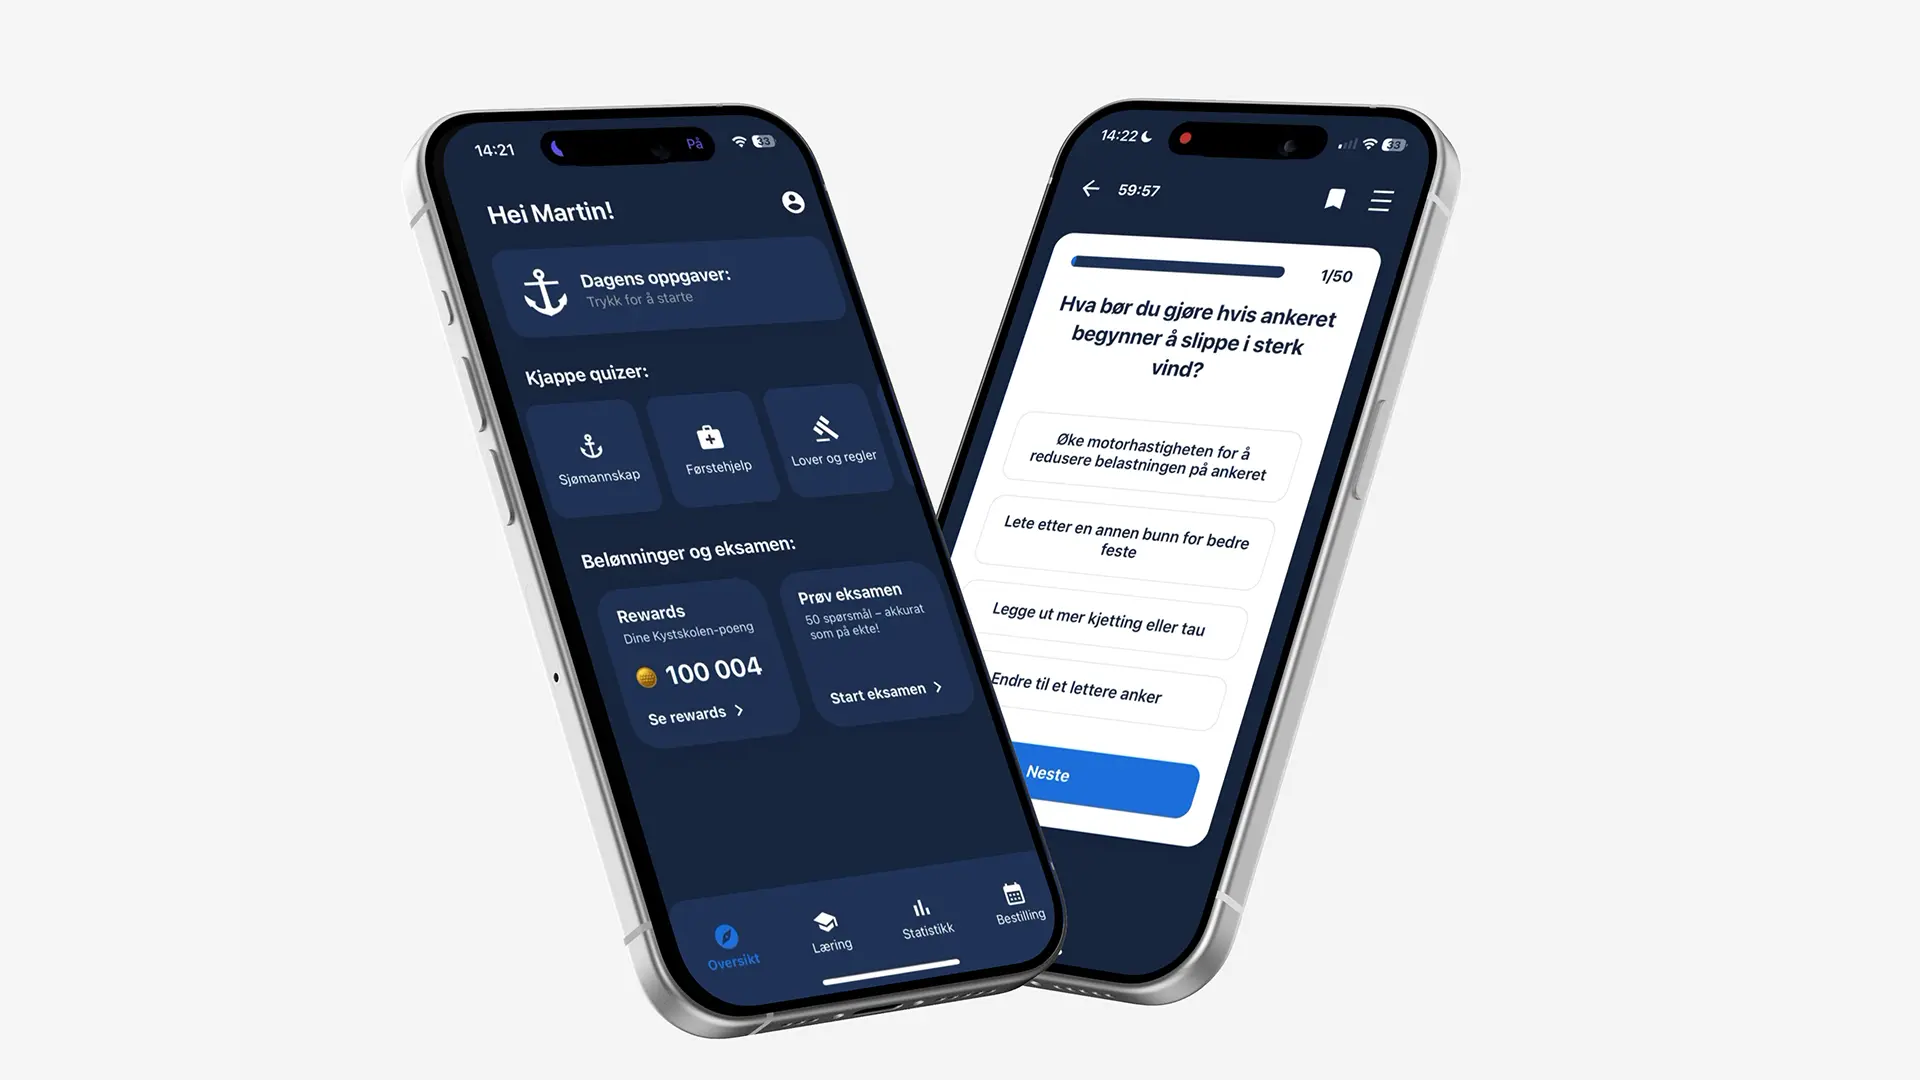 14:21
På
33
Hei Martin!
Dagens oppgaver:
Trykk for å starte
Kjappe quizer:
Sjømannskap
Førstehjelp
Lover og regler
Belønninger og eksamen:
Rewards
Dine Kystskolen-poeng
100 004
Se rewards
Prøv eksamen
50 spørsmål – akkurat
som på ekte!
Start eksamen
Oversikt
Læring
Statistikk
Bestilling
14:22
33
59:57
1/50
Hva bør du gjøre hvis ankeret
begynner å slippe i sterk
vind?
Øke motorhastigheten for å
redusere belastningen på ankeret
Lete etter en annen bunn for bedre
feste
Legge ut mer kjetting eller tau
Endre til et lettere anker
Neste